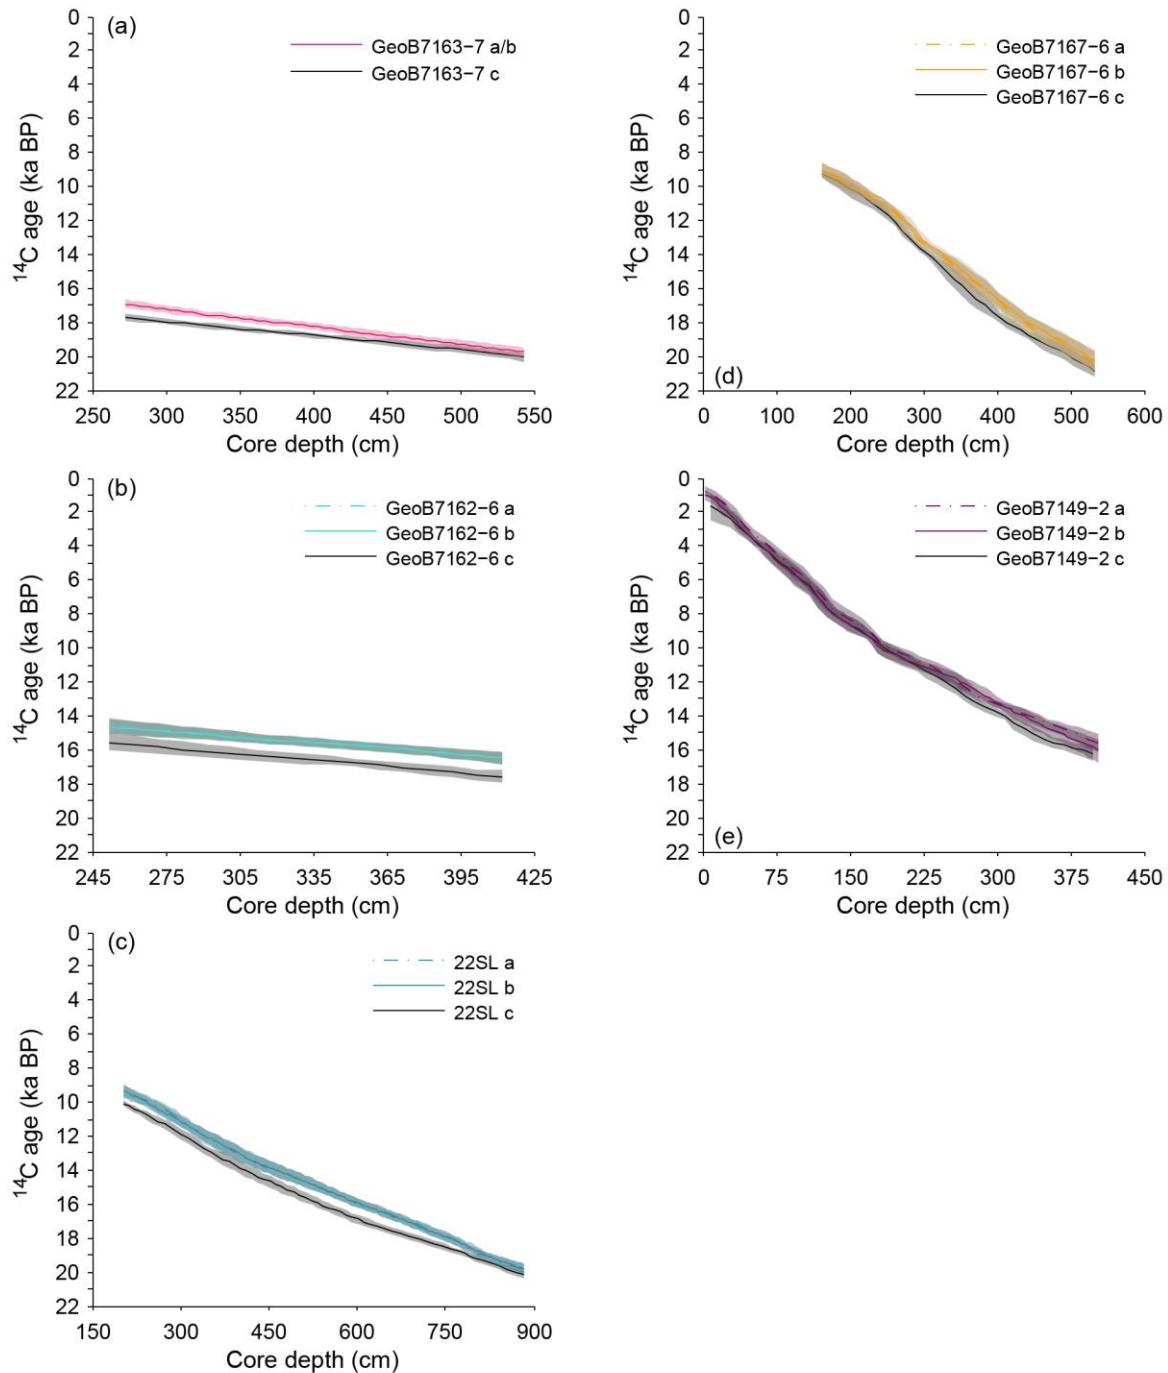 (a)
GeoB7163−7 a/b
GeoB7163−7 c
0
2
4
6
8
10
12
14
16
18
20
22
14C age (ka BP)
250 300 350 400 450 500 550
Core depth (cm)
(d)
GeoB7167−6 a
GeoB7167−6 b
GeoB7167−6 c
0
2
4
6
8
10
12
14
16
18
20
22
14C age (ka BP)
0 100 200 300 400 500 600
Core depth (cm)
(b)
GeoB7162−6 a
GeoB7162−6 b
GeoB7162−6 c
0
2
4
6
8
10
12
14
16
18
20
22
14C age (ka BP)
245 275 305 335 365 395 425
Core depth (cm)
(e)
GeoB7149−2 a
GeoB7149−2 b
GeoB7149−2 c
0
2
4
6
8
10
12
14
16
18
20
22
14C age (ka BP)
0 75 150 225 300 375 450
Core depth (cm)
(c)
22SL a
22SL b
22SL c
0
2
4
6
8
10
12
14
16
18
20
22
14C age (ka BP)
150 300 450 600 750 900
Core depth (cm)